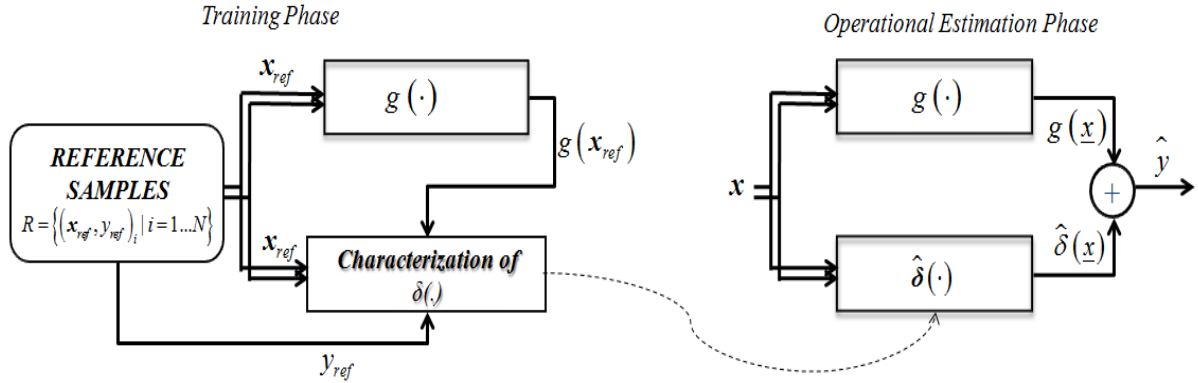 Training Phase
Operational Estimation Phase
x_ref
g(·)
g(x_ref)
REFERENCE
SAMPLES
R = {(x_ref, y_ref)_i | i = 1...N}
x_ref
Characterization of
δ(.)
y_ref
x
g(·)
g(x̲)
+
ŷ
δ̂(·)
δ̂(x̲)